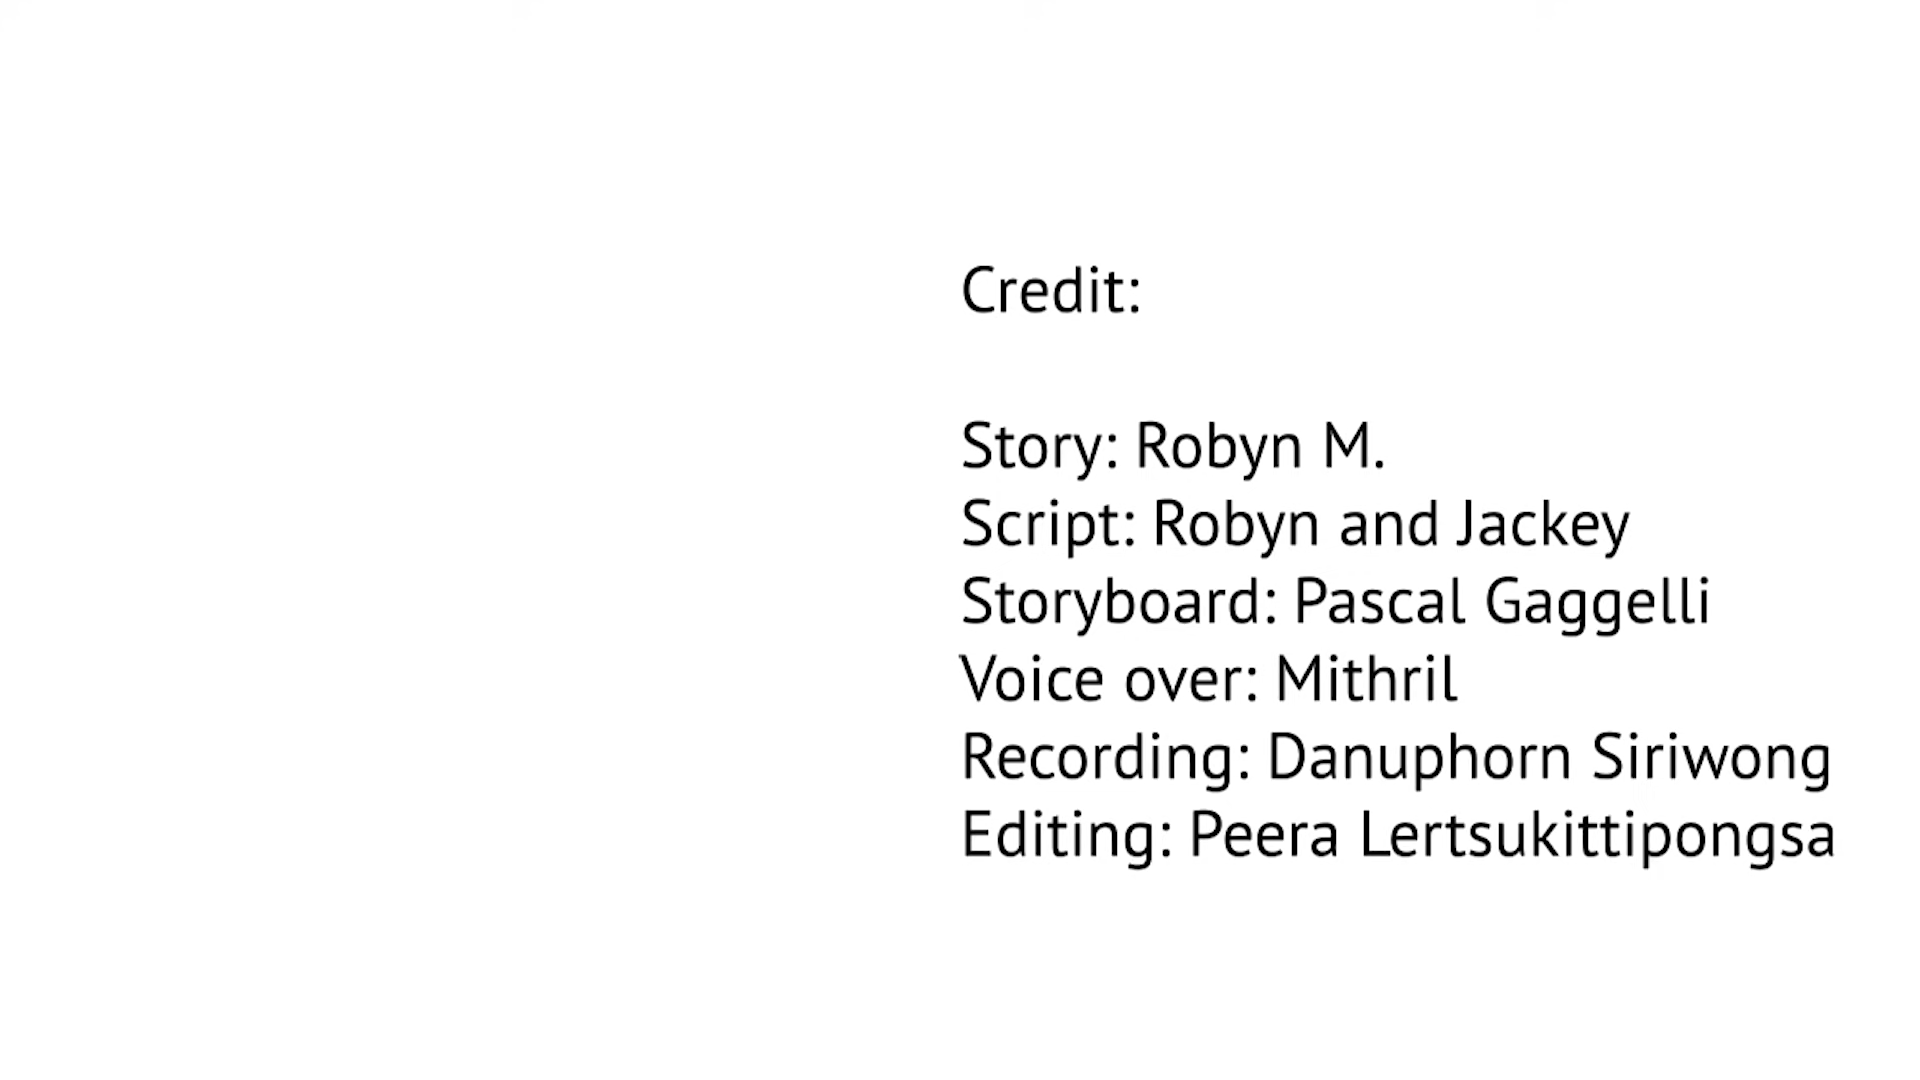 Credit:
Story: Robyn M.
Script: Robyn and Jackey
Storyboard: Pascal Gaggelli
Voice over: Mithril
Recording: Danuphorn Siriwong
Editing: Peera Lertsukittipongsa